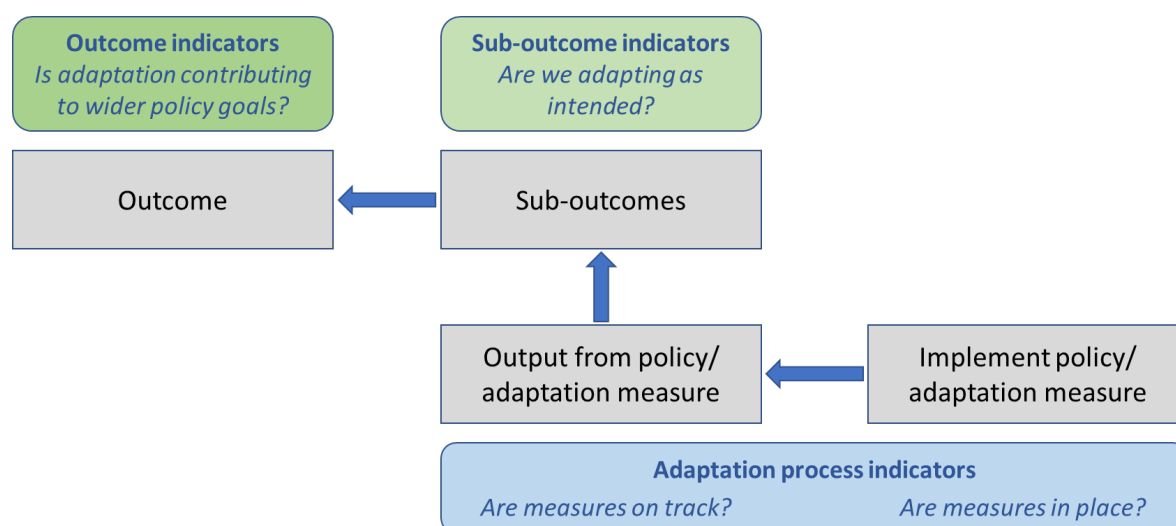 Outcome indicators
Is adaptation contributing
to wider policy goals?
Sub-outcome indicators
Are we adapting as
intended?
Outcome
Sub-outcomes
Output from policy/
adaptation measure
Implement policy/
adaptation measure
Adaptation process indicators
Are measures on track?
Are measures in place?